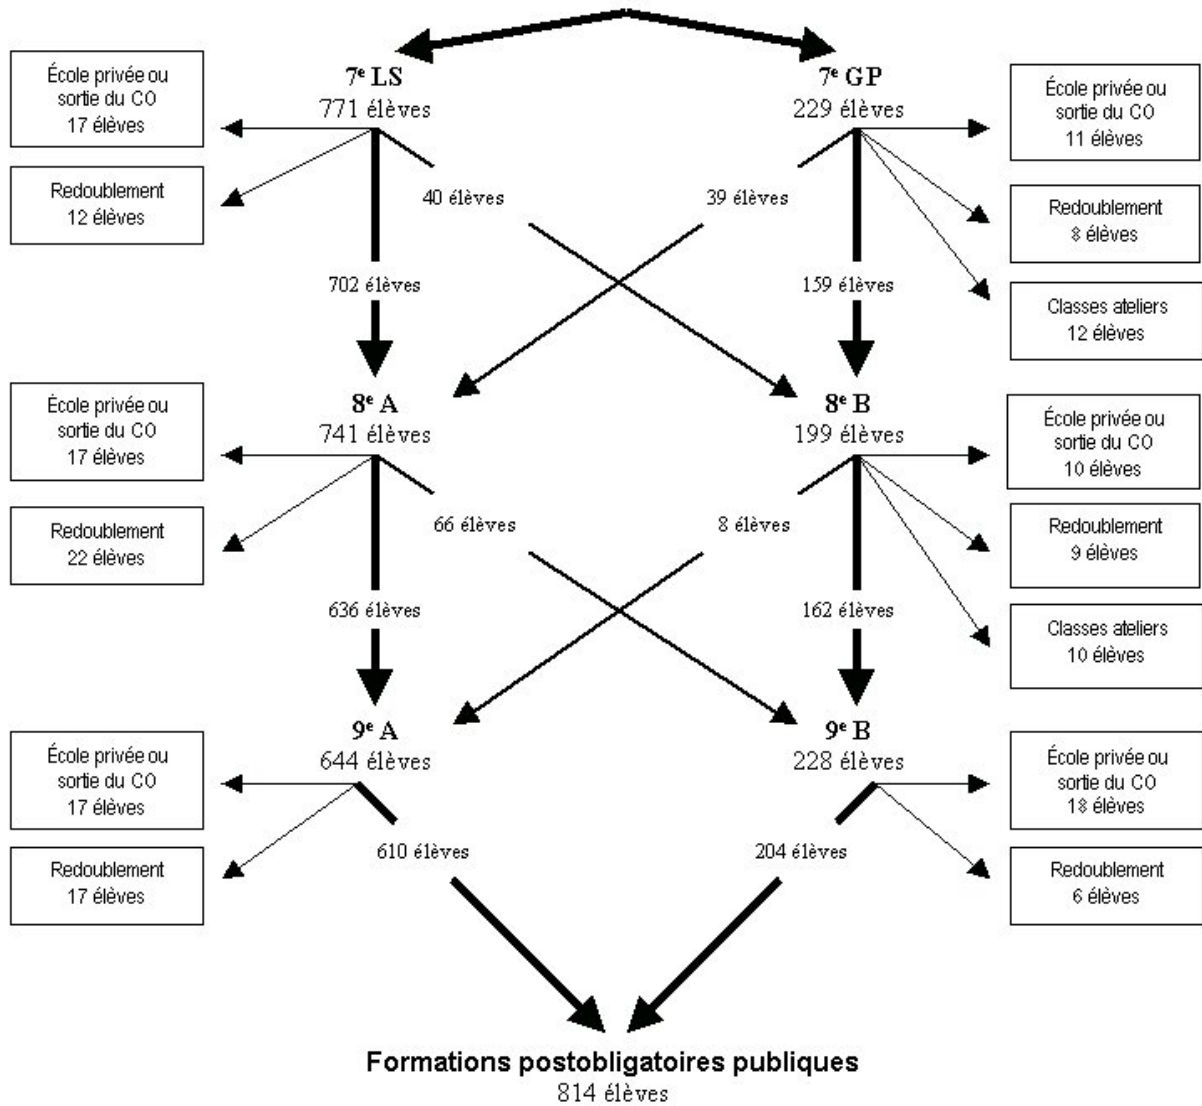 7e LS
771 élèves
7e GP
229 élèves
École privée ou
sortie du CO
17 élèves
Redoublement
12 élèves
École privée ou
sortie du CO
11 élèves
Redoublement
8 élèves
Classes ateliers
12 élèves
40 élèves
39 élèves
702 élèves
159 élèves
8e A
741 élèves
8e B
199 élèves
École privée ou
sortie du CO
17 élèves
Redoublement
22 élèves
École privée ou
sortie du CO
10 élèves
Redoublement
9 élèves
Classes ateliers
10 élèves
66 élèves
8 élèves
636 élèves
162 élèves
9e A
644 élèves
9e B
228 élèves
École privée ou
sortie du CO
17 élèves
Redoublement
17 élèves
École privée ou
sortie du CO
18 élèves
Redoublement
6 élèves
610 élèves
204 élèves
Formations postobligatoires publiques
814 élèves